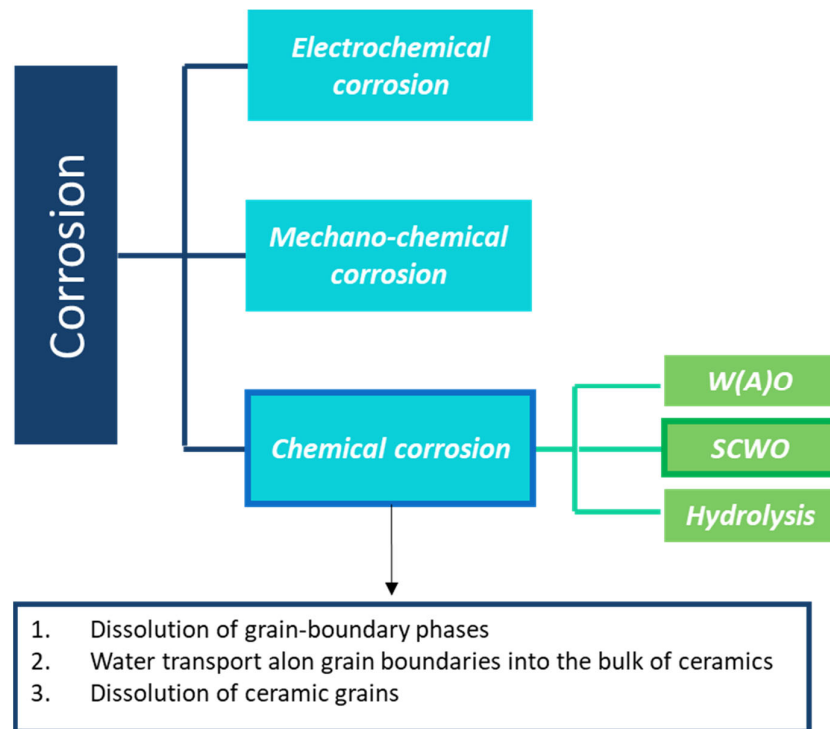 Corrosion
Electrochemical
corrosion
Mechano-chemical
corrosion
Chemical corrosion
W(A)O
SCWO
Hydrolysis
1. Dissolution of grain-boundary phases
2. Water transport alon grain boundaries into the bulk of ceramics
3. Dissolution of ceramic grains